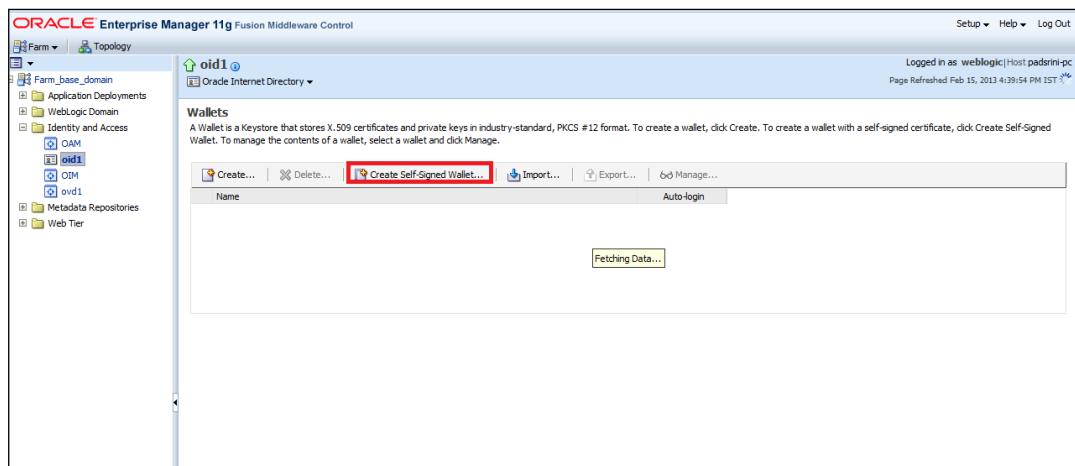 ORACLE Enterprise Manager 11g Fusion Middleware Control
Setup Help Log Out
Farm Topology
oid1
Logged in as weblogic|Host padsrini-pc
Oracle Internet Directory
Page Refreshed Feb 15, 2013 4:39:54 PM IST
Farm_base_domain
Application Deployments
WebLogic Domain
Identity and Access
OAM
oid1
OIM
ovd1
Metadata Repositories
Web Tier
Wallets
A Wallet is a Keystore that stores X.509 certificates and private keys in industry-standard, PKCS #12 format. To create a wallet, click Create. To create a wallet with a self-signed certificate, click Create Self-Signed
Wallet. To manage the contents of a wallet, select a wallet and click Manage.
Create... Delete... Create Self-Signed Wallet... Import... Export... Manage...
Name Auto-login
Fetching Data...